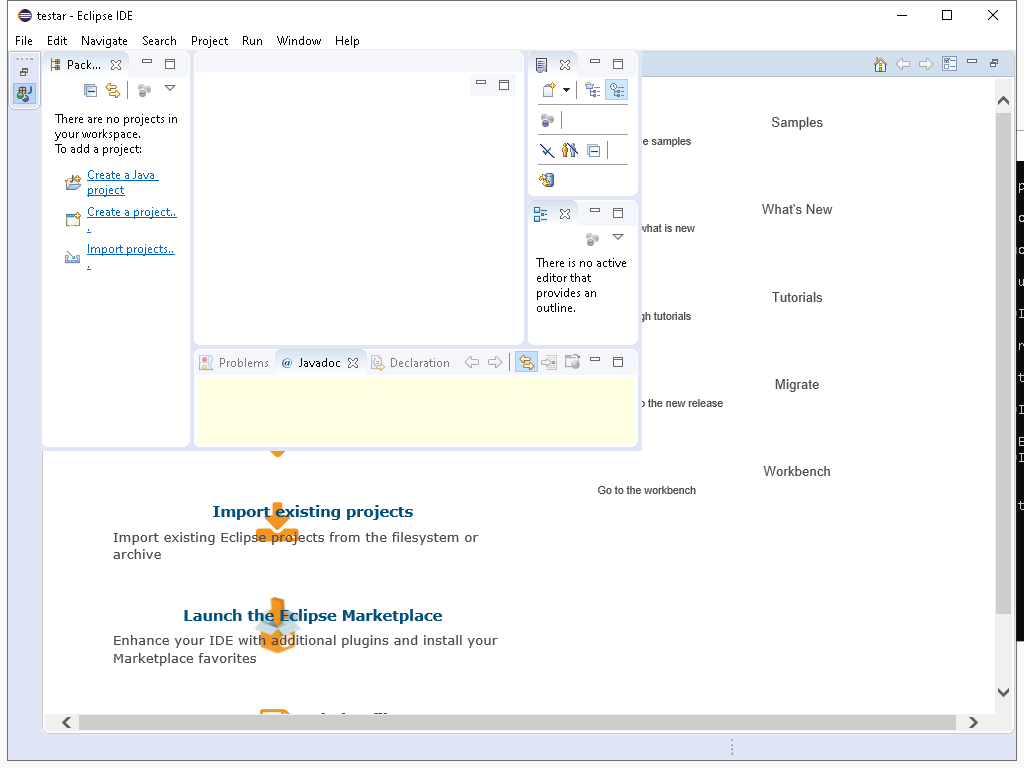 testar - Eclipse IDE
File Edit Navigate Search Project Run Window Help
Pack...
There are no projects in
your workspace.
To add a project:
Create a Java
project
Create a project..
.
Import projects..
.
There is no active
editor that
provides an
outline.
Problems @ Javadoc Declaration
Samples
e samples
What's New
what is new
Tutorials
gh tutorials
Migrate
the new release
Workbench
Go to the workbench
Import existing projects
Import existing Eclipse projects from the filesystem or
archive
Launch the Eclipse Marketplace
Enhance your IDE with additional plugins and install your
Marketplace favorites